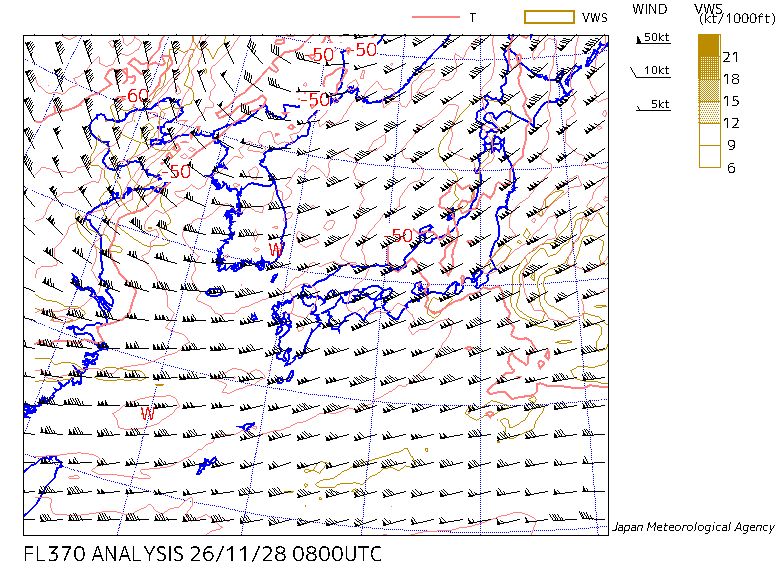 T VWS WIND VWS
(kt/1000ft)
50kt
10kt
5kt
21
18
15
12
9
6
-50 -50
-60
-50
50
-50
W
W
Japan Meteorological Agency
FL370 ANALYSIS 26/11/28 0800UTC